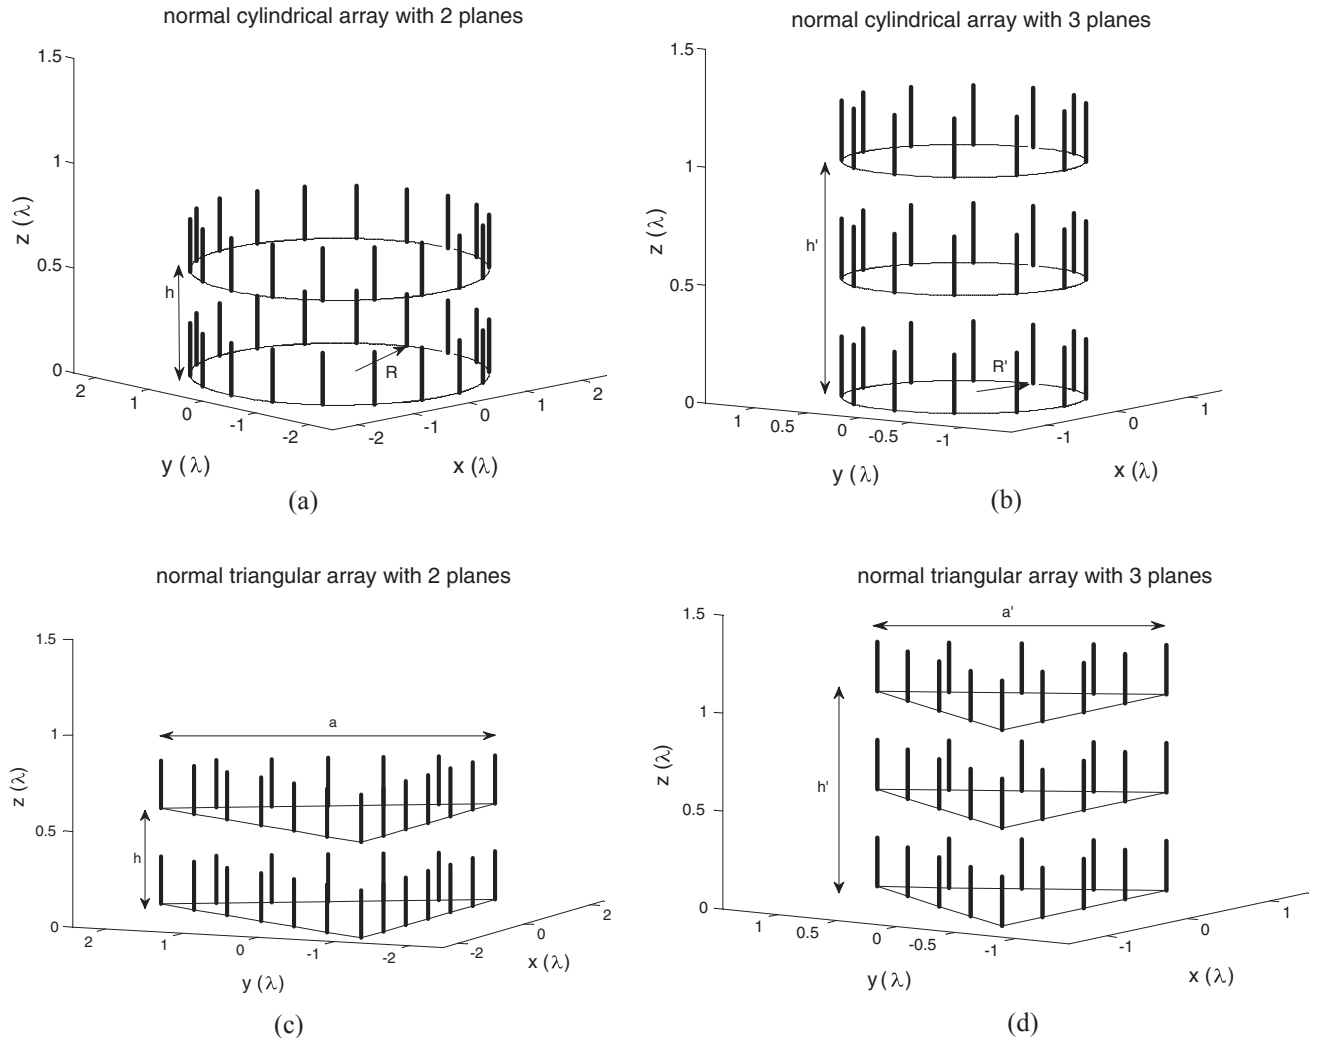 normal cylindrical array with 2 planes
1.5
1
0.5
0
z (λ)
h
R
2
1
0
-1
-2
y (λ)
-2
-1
0
1
2
x (λ)
(a)
normal cylindrical array with 3 planes
1.5
1
0.5
0
z (λ)
h'
R'
1
0.5
0
-0.5
-1
y (λ)
-1
0
1
x (λ)
(b)
normal triangular array with 2 planes
1.5
1
0.5
0
z (λ)
a
h
2
1
0
-1
-2
y (λ)
-2
0
2
x (λ)
(c)
normal triangular array with 3 planes
1.5
1
0.5
0
z (λ)
a'
h'
1
0.5
0
-0.5
-1
y (λ)
-1
0
1
x (λ)
(d)